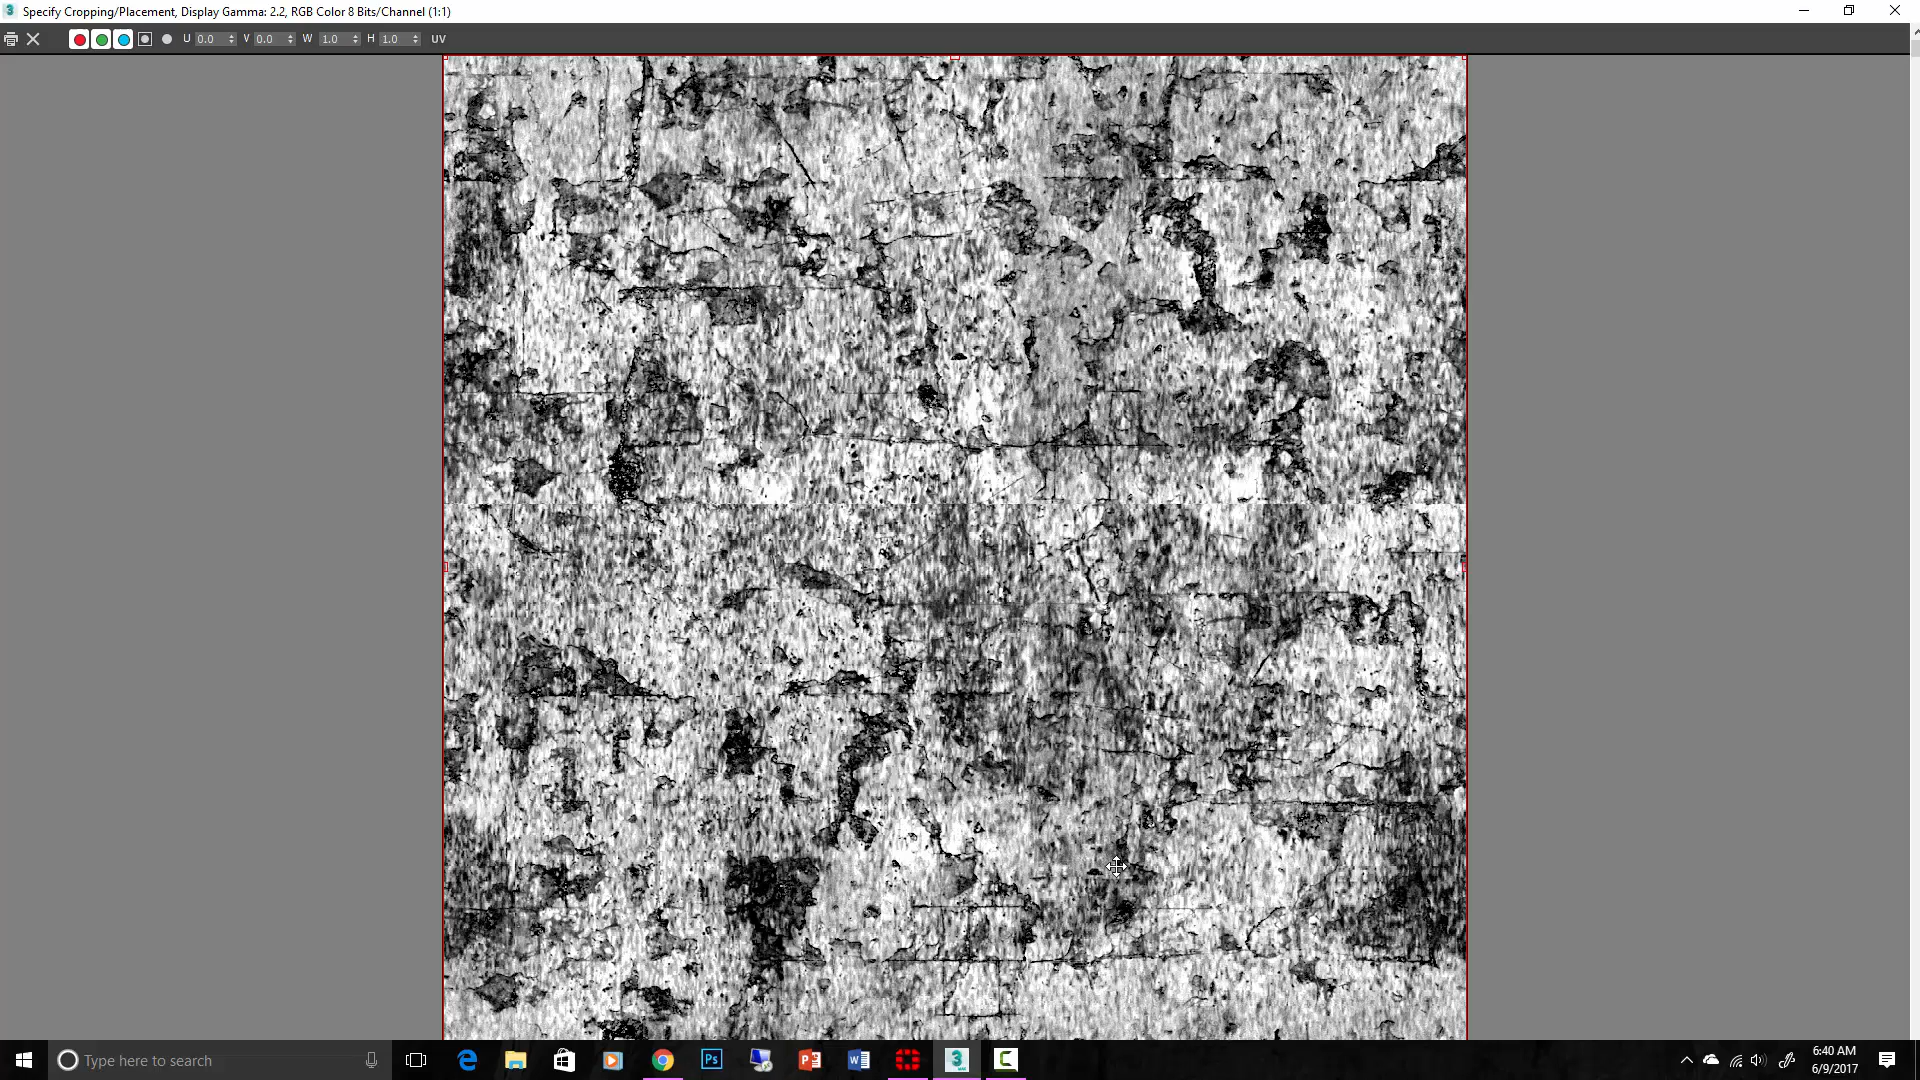 Specify Cropping/Placement, Display Gamma: 2.2, RGB Color 8 Bits/Channel (1:1)
U 0.0 V 0.0 W 1.0 H 1.0 UV
Type here to search
6:40 AM
6/9/2017